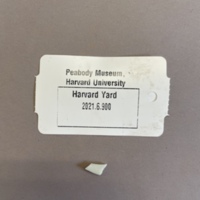 Peabody Museum,
Harvard University
Harvard Yard
2021.6.900